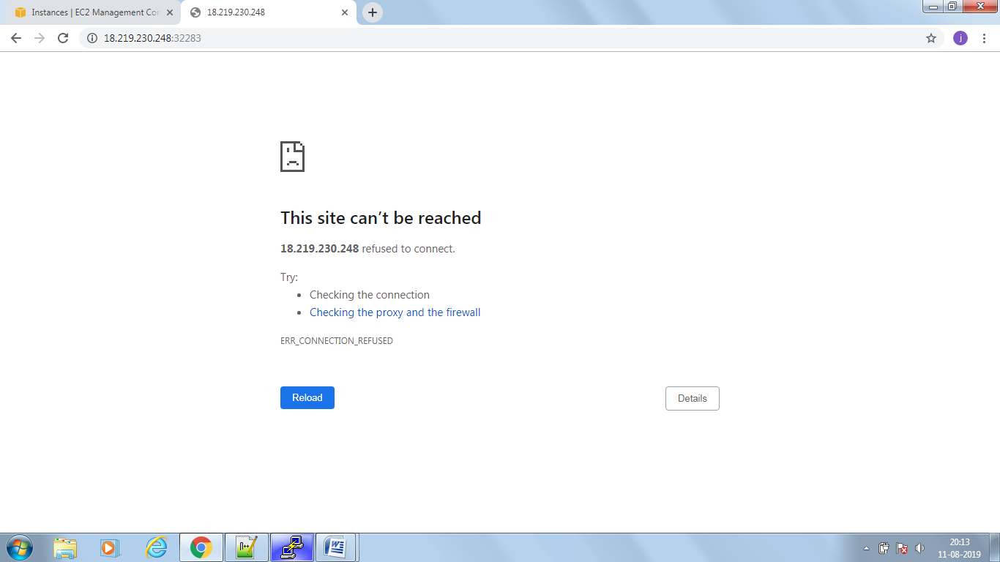 Instances | EC2 Management Con
18.219.230.248
18.219.230.248:32283
j
This site can’t be reached
18.219.230.248 refused to connect.
Try:
• Checking the connection
• Checking the proxy and the firewall
ERR_CONNECTION_REFUSED
Reload
Details
20:13
11-08-2019